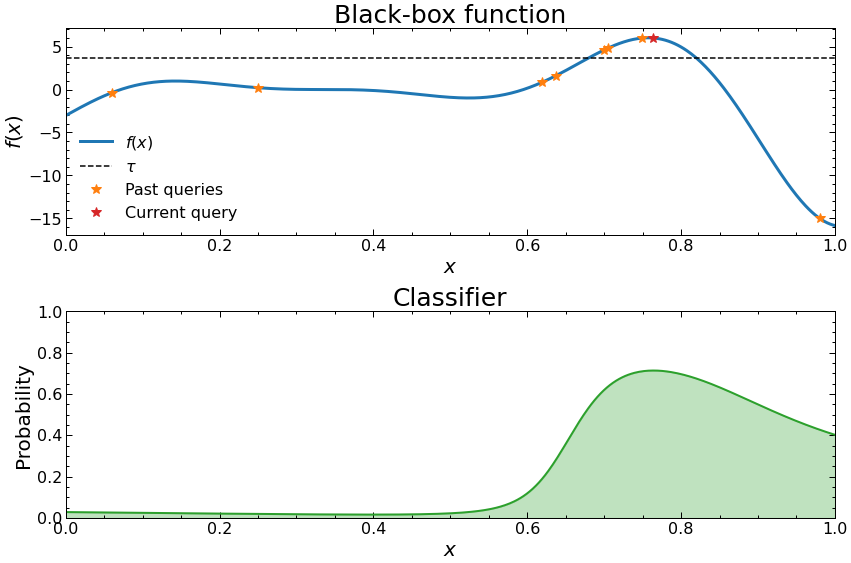 Black-box function
f(x)
5
0
−5
−10
−15
f(x)
τ
Past queries
Current query
0.0 0.2 0.4 0.6 0.8 1.0
x
Classifier
Probability
1.0
0.8
0.6
0.4
0.2
0.0
0.0 0.2 0.4 0.6 0.8 1.0
x